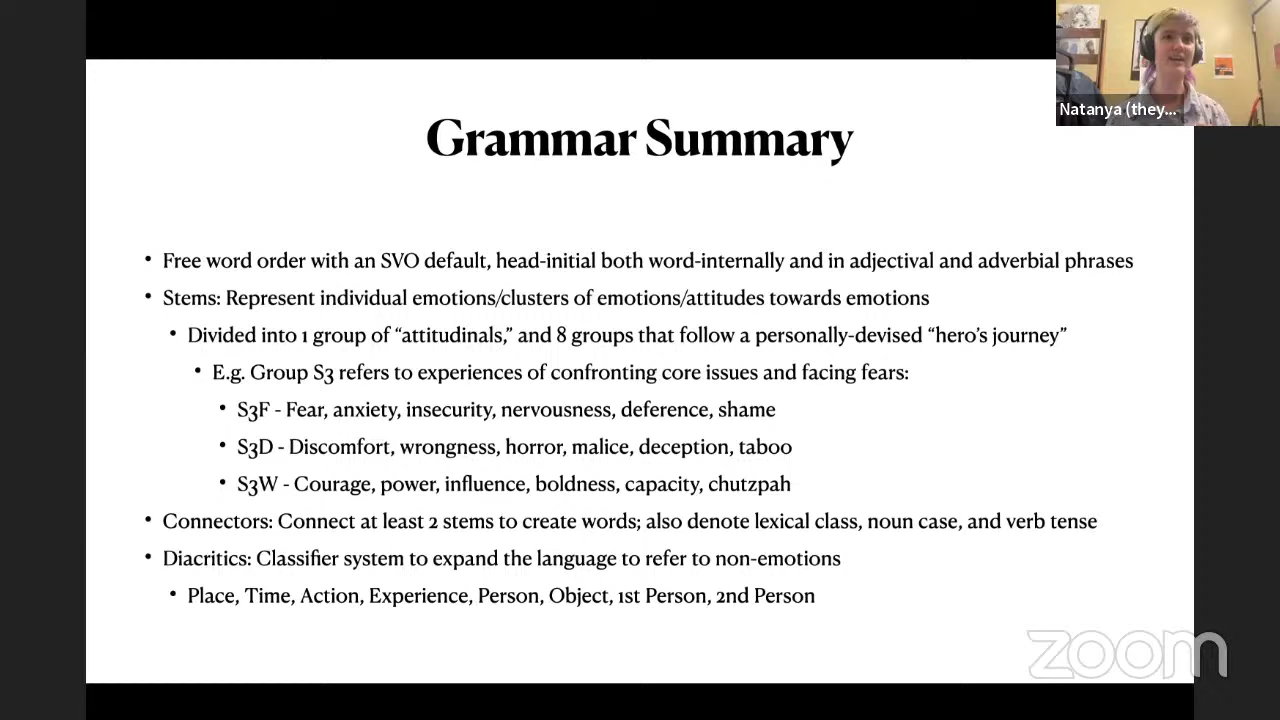 Natanya (they...
Grammar Summary
• Free word order with an SVO default, head-initial both word-internally and in adjectival and adverbial phrases
• Stems: Represent individual emotions/clusters of emotions/attitudes towards emotions
• Divided into 1 group of “attitudinals,” and 8 groups that follow a personally-devised “hero’s journey”
• E.g. Group S3 refers to experiences of confronting core issues and facing fears:
• S3F - Fear, anxiety, insecurity, nervousness, deference, shame
• S3D - Discomfort, wrongness, horror, malice, deception, taboo
• S3W - Courage, power, influence, boldness, capacity, chutzpah
• Connectors: Connect at least 2 stems to create words; also denote lexical class, noun case, and verb tense
• Diacritics: Classifier system to expand the language to refer to non-emotions
• Place, Time, Action, Experience, Person, Object, 1st Person, 2nd Person
zoom